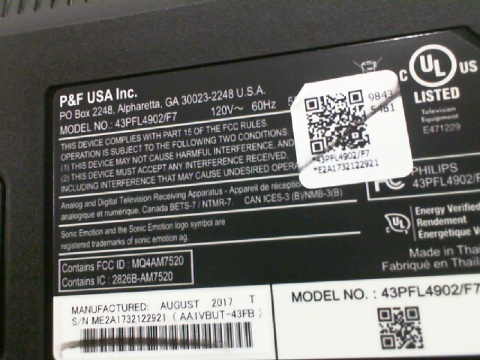 P&F USA Inc.
PO Box 2248, Alpharetta, GA 30023-2248 U.S.A.
MODEL NO.: 43PFL4902/F7 120V~ 60Hz
THIS DEVICE COMPLIES WITH PART 15 OF THE FCC RULES.
OPERATION IS SUBJECT TO THE FOLLOWING TWO CONDITIONS:
(1) THIS DEVICE MAY NOT CAUSE HARMFUL INTERFERENCE, AND
(2) THIS DEVICE MUST ACCEPT ANY INTERFERENCE RECEIVED,
INCLUDING INTERFERENCE THAT MAY CAUSE UNDESIRED OPERA
Analog and Digital Television Receiving Apparatus - Appareil de réception
analogique et numérique, Canada BETS-7 / NTMR-7. CAN ICES-3 (B)/NMB-3(B)
Sonic Emotion and the Sonic Emotion logo symbol are
registered trademarks of sonic emotion ag.
Contains FCC ID : MQ4AM7520
Contains IC : 2826B-AM7520
MANUFACTURED: AUGUST 2017 T
S/N ME2A1732122921 ( AA1VBUT-43FB )
9843
5481
43PFL4902/F7
*E2A1732122921
C UL US
LISTED
Television
Equipment
E471229
FC
PHILIPS
43PFL4902/F
UL
Energy Verified
Rendement
Énergétique V
Made in Thai
Fabriqué en Thaïl
MODEL NO. : 43PFL4902/F7